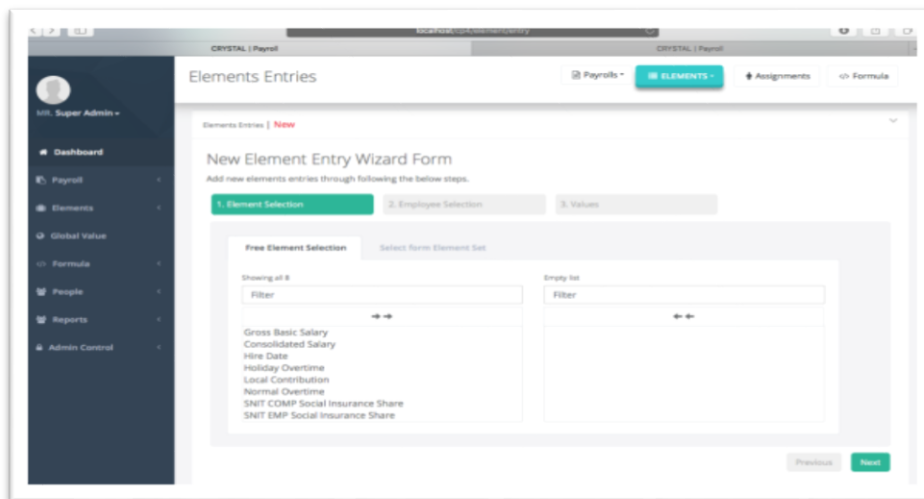 localhost/cp4/element/entry
CRYSTAL | Payroll
CRYSTAL | Payroll
Elements Entries
Payrolls
ELEMENTS
Assignments
</> Formula
MR. Super Admin
Elements Entries | New
Dashboard
Payroll
Elements
Global Value
</> Formula
People
Reports
Admin Control
New Element Entry Wizard Form
Add new elements entries through following the below steps.
1. Element Selection
2. Employee Selection
3. Values
Free Element Selection
Select form Element Set
Showing all 8
Filter
Gross Basic Salary
Consolidated Salary
Hire Date
Holiday Overtime
Local Contribution
Normal Overtime
SNIT COMP Social Insurance Share
SNIT EMP Social Insurance Share
Empty list
Filter
Previous
Next